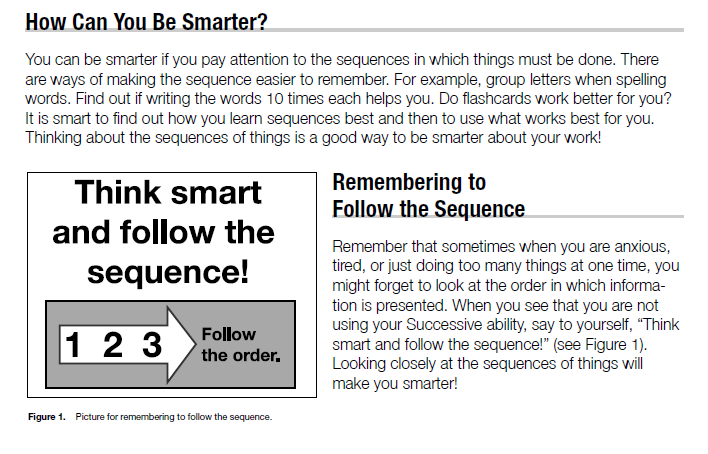 How Can You Be Smarter?
You can be smarter if you pay attention to the sequences in which things must be done. There
are ways of making the sequence easier to remember. For example, group letters when spelling
words. Find out if writing the words 10 times each helps you. Do flashcards work better for you?
It is smart to find out how you learn sequences best and then to use what works best for you.
Thinking about the sequences of things is a good way to be smarter about your work!
Think smart
and follow the
sequence!
1 2 3
Follow
the order.
Figure 1. Picture for remembering to follow the sequence.
Remembering to
Follow the Sequence
Remember that sometimes when you are anxious,
tired, or just doing too many things at one time, you
might forget to look at the order in which informa-
tion is presented. When you see that you are not
using your Successive ability, say to yourself, “Think
smart and follow the sequence!” (see Figure 1).
Looking closely at the sequences of things will
make you smarter!